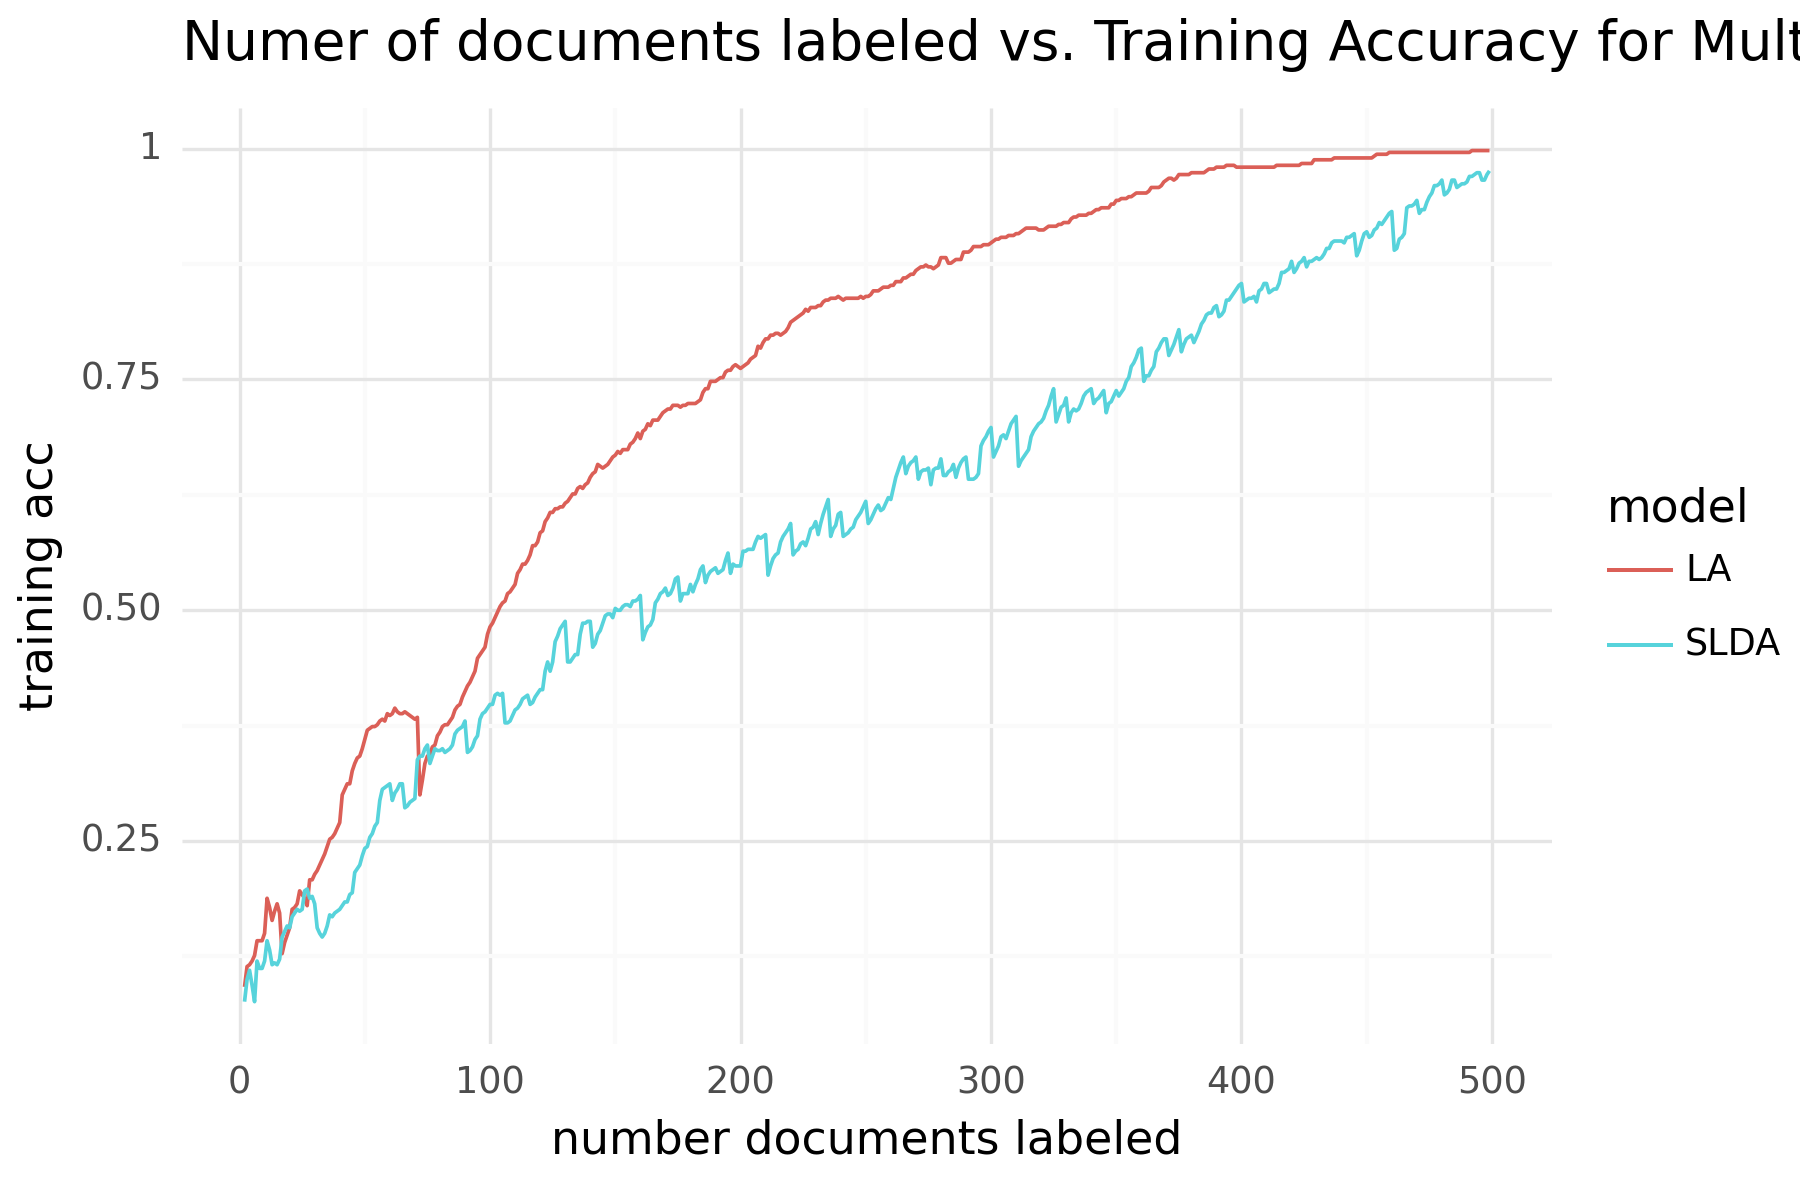 Numer of documents labeled vs. Training Accuracy for Mult
1
0.75
0.50
0.25
training acc
0 100 200 300 400 500
number documents labeled
model
LA
SLDA